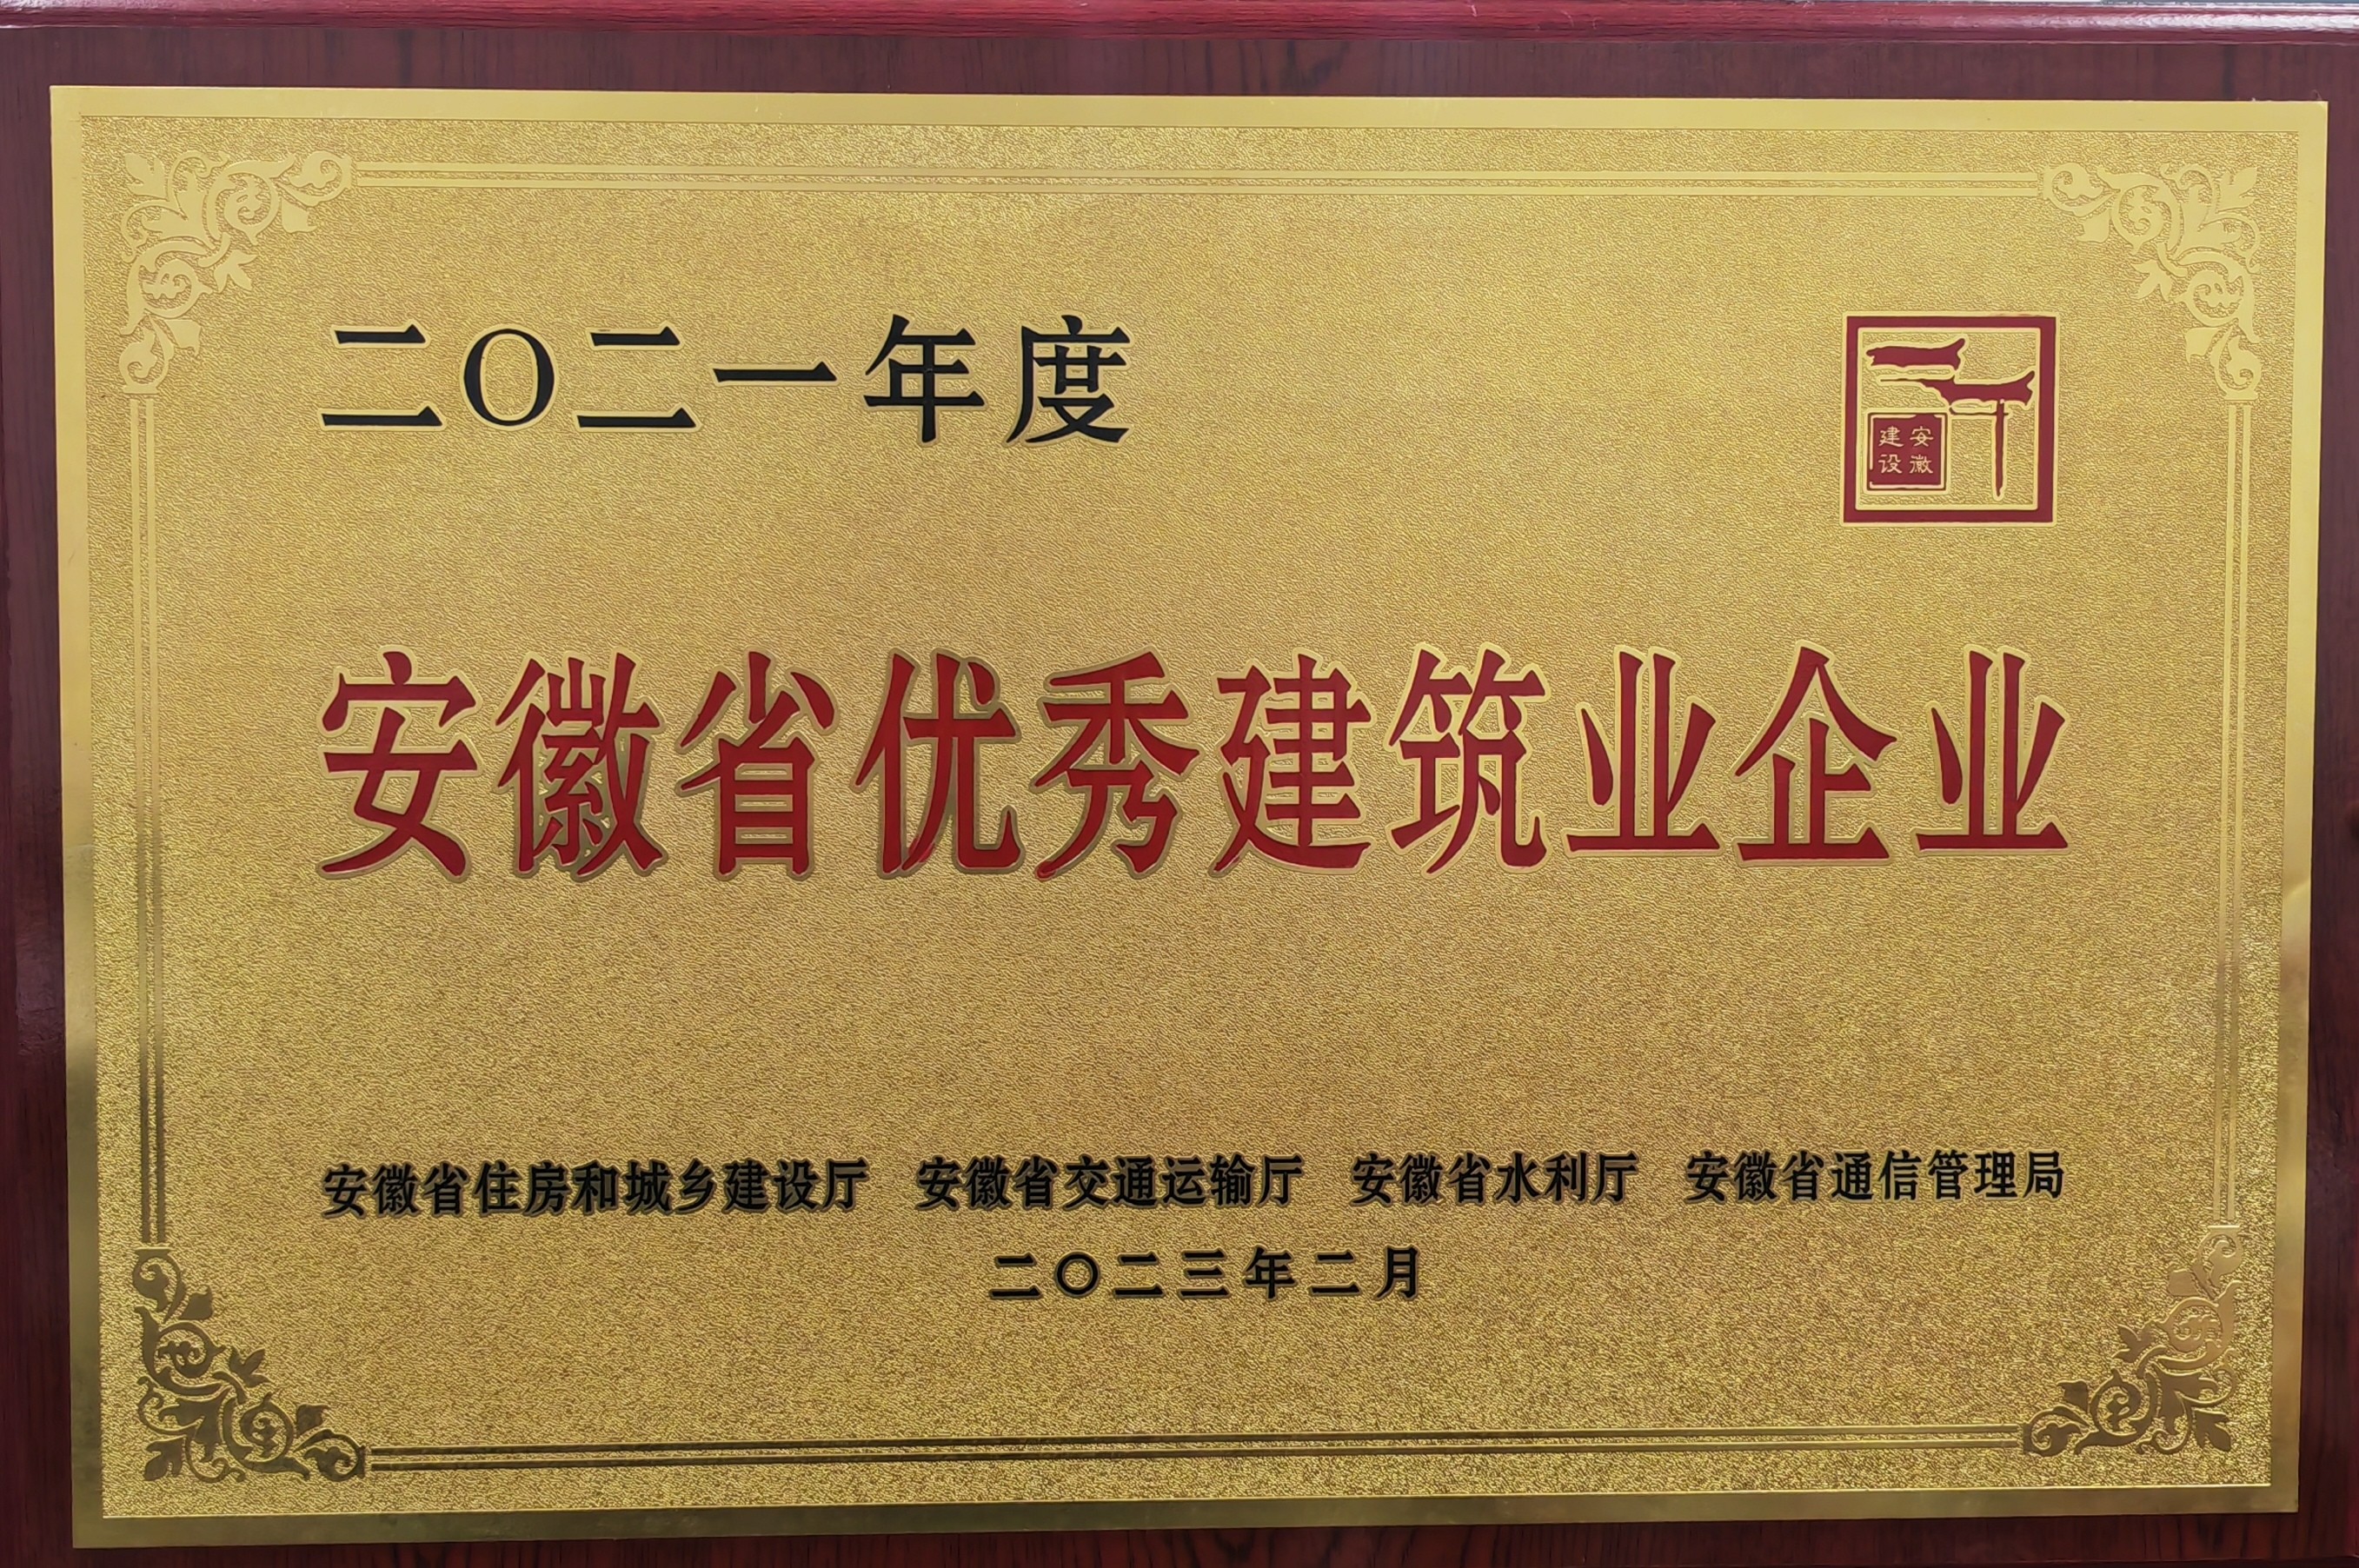 二〇二一年度
安徽
建设
安徽省优秀建筑业企业
安徽省住房和城乡建设厅 安徽省交通运输厅 安徽省水利厅 安徽省通信管理局
二〇二三年二月